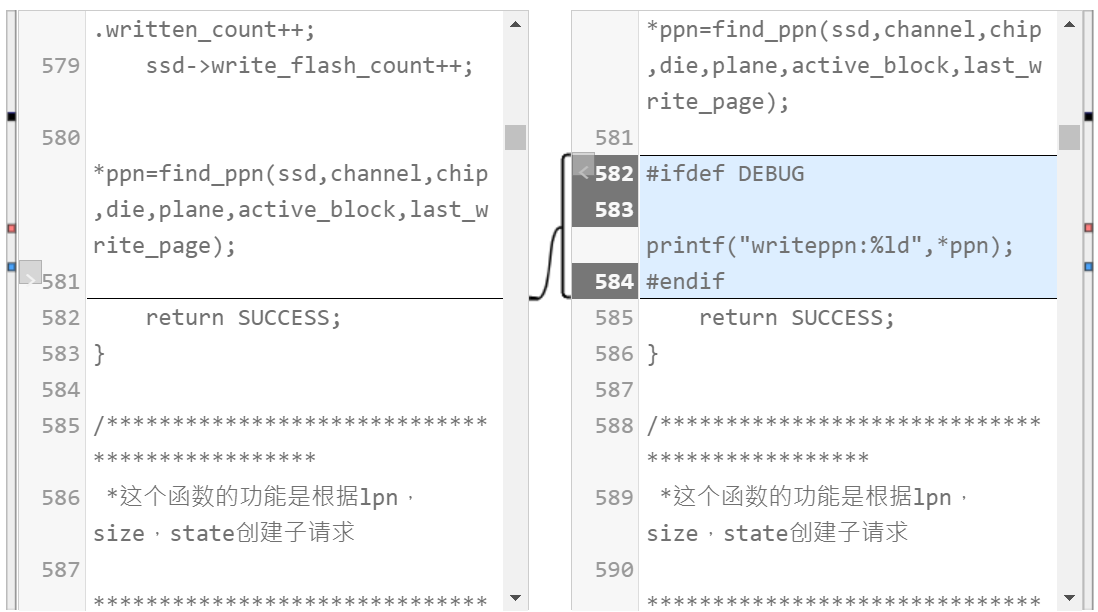 .written_count++;
579     ssd->write_flash_count++;
580
*ppn=find_ppn(ssd,channel,chip
,die,plane,active_block,last_w
rite_page);
581
582     return SUCCESS;
583 }
584
585 /*****************************
*****************
586  *这个函数的功能是根据lpn，
size，state创建子请求
587
******************************
*ppn=find_ppn(ssd,channel,chip
,die,plane,active_block,last_w
rite_page);
581
582 #ifdef DEBUG
583
printf("writeppn:%ld",*ppn);
584 #endif
585     return SUCCESS;
586 }
587
588 /*****************************
*****************
589  *这个函数的功能是根据lpn，
size，state创建子请求
590
******************************